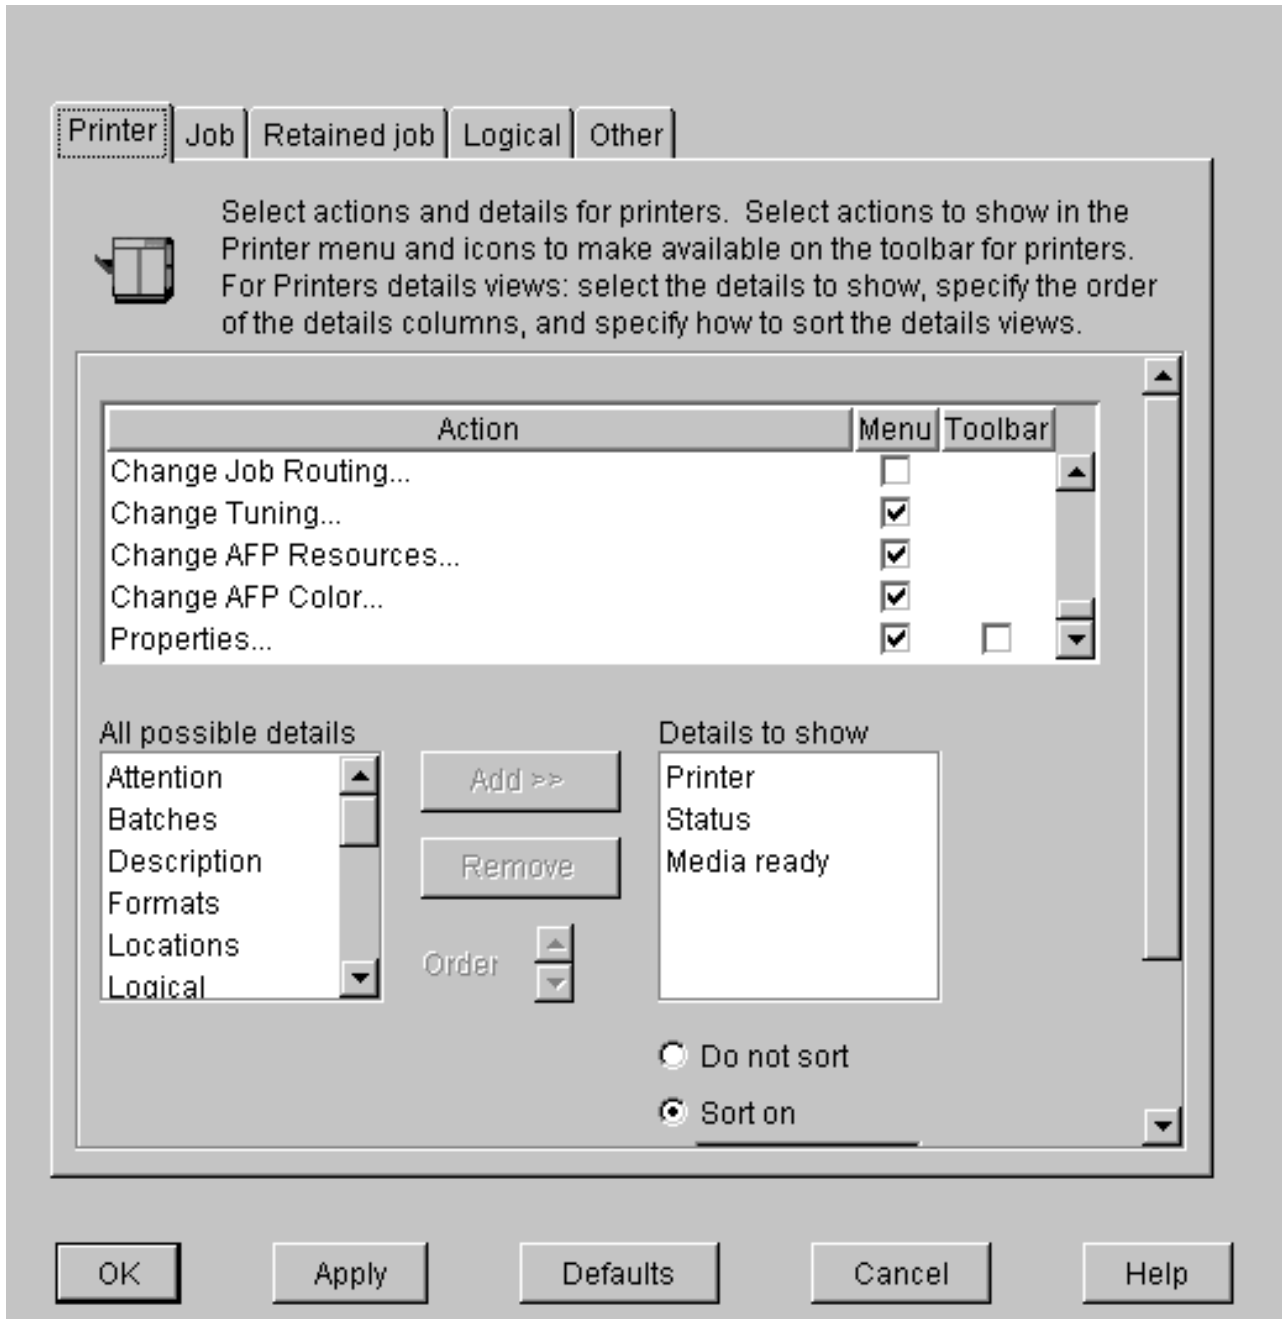 Printer Job Retained job Logical Other
Select actions and details for printers. Select actions to show in the
Printer menu and icons to make available on the toolbar for printers.
For Printers details views: select the details to show, specify the order
of the details columns, and specify how to sort the details views.
Action Menu Toolbar
Change Job Routing...
Change Tuning...
Change AFP Resources...
Change AFP Color...
Properties...
All possible details
Attention
Batches
Description
Formats
Locations
Logical
Add >>
Remove
Order
Details to show
Printer
Status
Media ready
Do not sort
Sort on
OK Apply Defaults Cancel Help